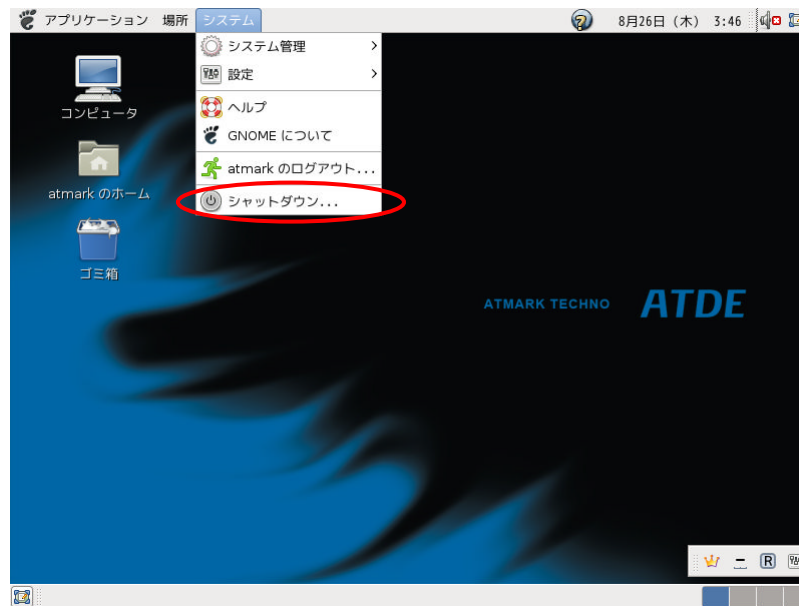 アプリケーション 場所 システム 8月26日 (木) 3:46
システム管理
設定
ヘルプ
GNOME について
atmark のログアウト...
シャットダウン...
コンピュータ
atmark のホーム
ゴミ箱
ATMARK TECHNO ATDE
R